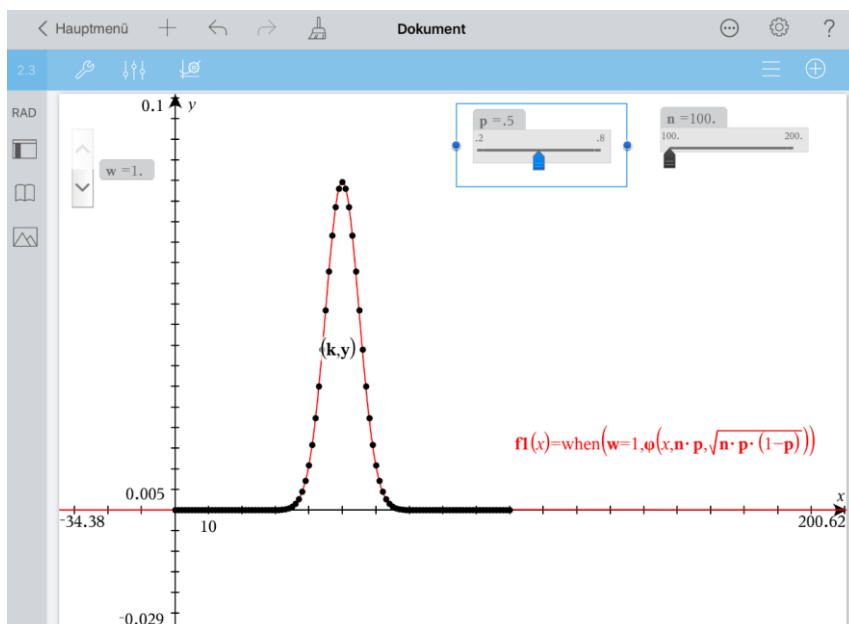 Hauptmenü
Dokument
?
2.3
RAD
0.1 y
w =1.
p =.5
.2 .8
n =100.
100. 200.
(k,y)
f1(x)=when(w=1,φ(x,n·p,√n·p·(1−p)))
0.005
x
-34.38
10
200.62
-0.029